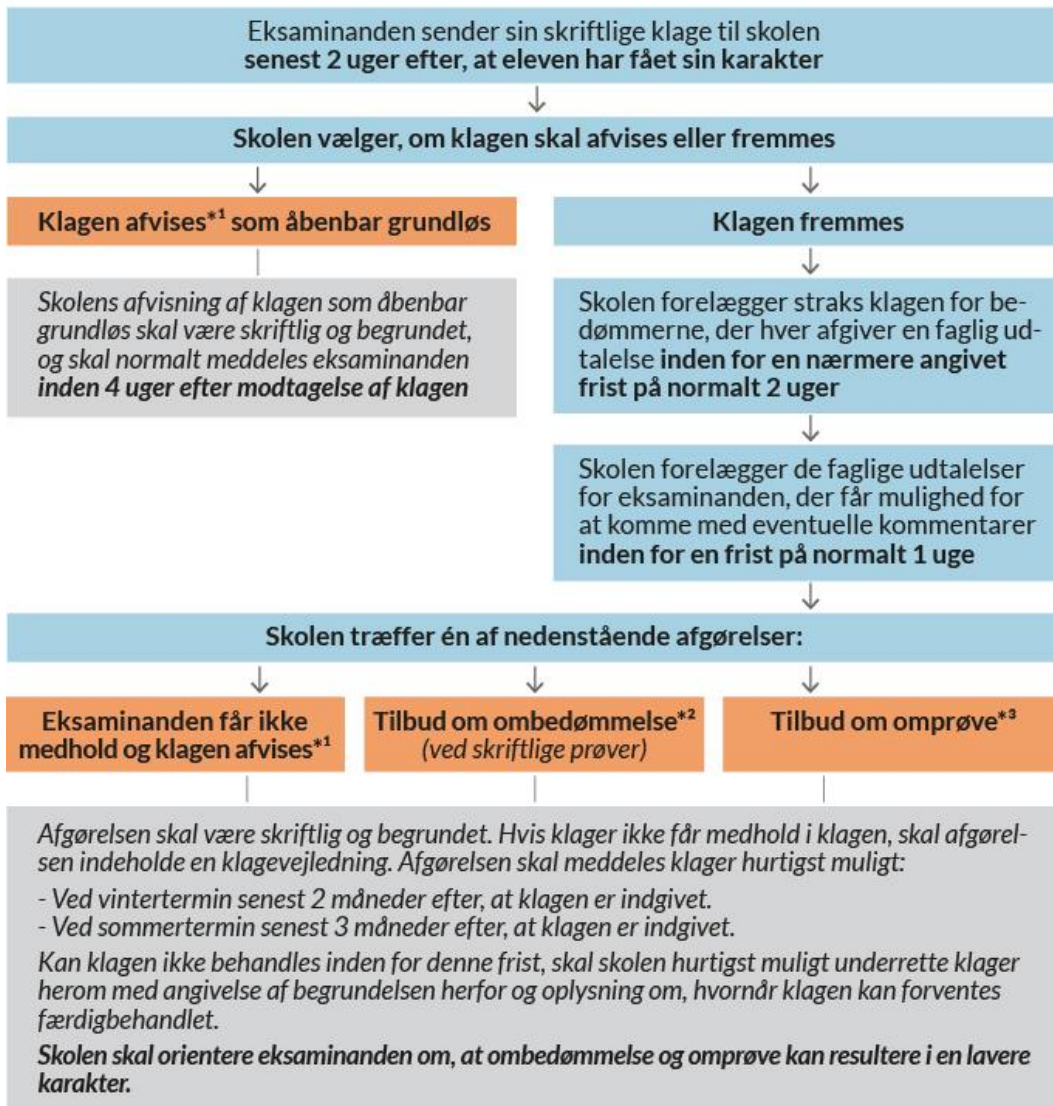 Eksaminanden sender sin skriftlige klage til skolen
senest 2 uger efter, at eleven har fået sin karakter
Skolen vælger, om klagen skal afvises eller fremmes
Klagen afvises*¹ som åbenbar grundløs
Skolens afvisning af klagen som åbenbar
grundløs skal være skriftlig og begrundet,
og skal normalt meddeles eksaminanden
inden 4 uger efter modtagelse af klagen
Klagen fremmes
Skolen forelægger straks klagen for be-
dømmerne, der hver afgiver en faglig ud-
talelse inden for en nærmere angivet
frist på normalt 2 uger
Skolen forelægger de faglige udtalelser
for eksaminanden, der får mulighed for
at komme med eventuelle kommentarer
inden for en frist på normalt 1 uge
Skolen træffer én af nedenstående afgørelser:
Eksaminanden får ikke
medhold og klagen afvises*¹
Tilbud om ombedømmelse*²
(ved skriftlige prøver)
Tilbud om omprøve*³
Afgørelsen skal være skriftlig og begrundet. Hvis klager ikke får medhold i klagen, skal afgørel-
sen indeholde en klagevejledning. Afgørelsen skal meddeles klager hurtigst muligt:
- Ved vintertermin senest 2 måneder efter, at klagen er indgivet.
- Ved sommertermin senest 3 måneder efter, at klagen er indgivet.
Kan klagen ikke behandles inden for denne frist, skal skolen hurtigst muligt underrette klager
herom med angivelse af begrundelsen herfor og oplysning om, hvornår klagen kan forventes
færdigbehandlet.
Skolen skal orientere eksaminanden om, at ombedømmelse og omprøve kan resultere i en lavere
karakter.